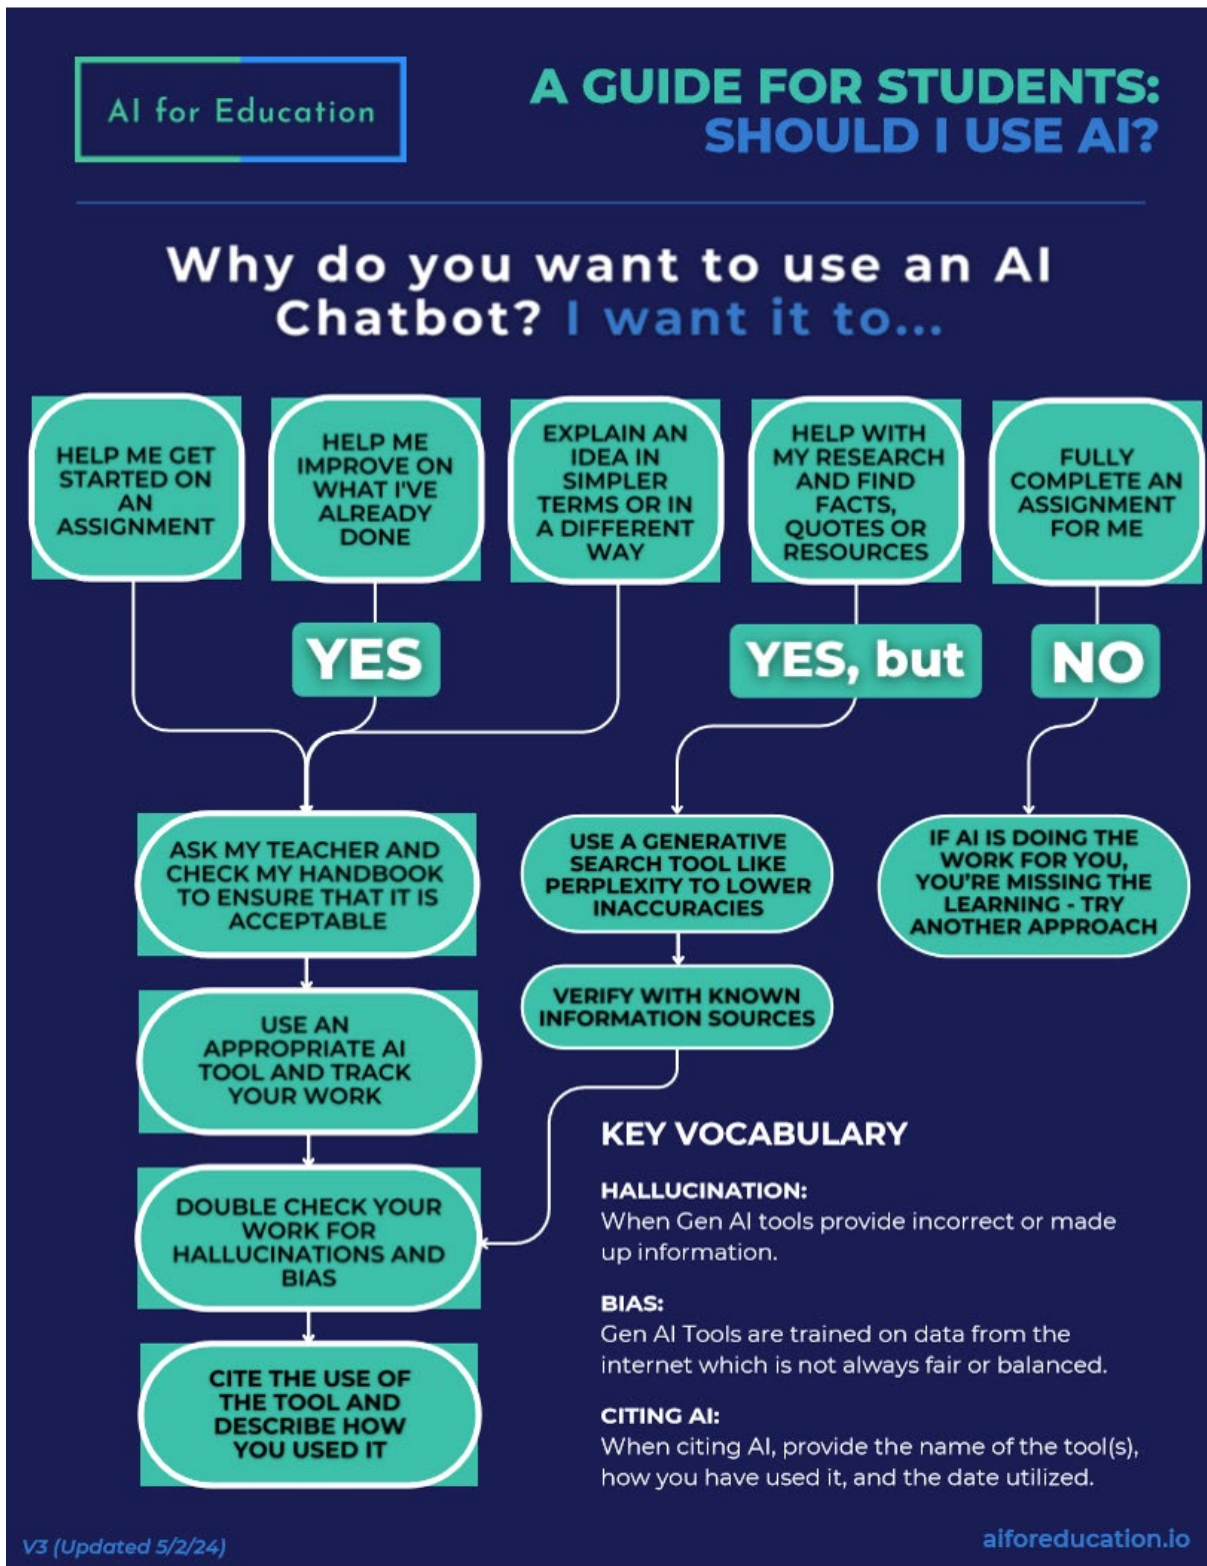 AI for Education
A GUIDE FOR STUDENTS:
SHOULD I USE AI?
Why do you want to use an AI
Chatbot? I want it to...
HELP ME GET
STARTED ON
AN
ASSIGNMENT
HELP ME
IMPROVE ON
WHAT I'VE
ALREADY
DONE
EXPLAIN AN
IDEA IN
SIMPLER
TERMS OR IN
A DIFFERENT
WAY
HELP WITH
MY RESEARCH
AND FIND
FACTS,
QUOTES OR
RESOURCES
FULLY
COMPLETE AN
ASSIGNMENT
FOR ME
YES
YES, but
NO
ASK MY TEACHER AND
CHECK MY HANDBOOK
TO ENSURE THAT IT IS
ACCEPTABLE
USE AN
APPROPRIATE AI
TOOL AND TRACK
YOUR WORK
DOUBLE CHECK YOUR
WORK FOR
HALLUCINATIONS AND
BIAS
CITE THE USE OF
THE TOOL AND
DESCRIBE HOW
YOU USED IT
USE A GENERATIVE
SEARCH TOOL LIKE
PERPLEXITY TO LOWER
INACCURACIES
VERIFY WITH KNOWN
INFORMATION SOURCES
IF AI IS DOING THE
WORK FOR YOU,
YOU'RE MISSING THE
LEARNING - TRY
ANOTHER APPROACH
KEY VOCABULARY
HALLUCINATION:
When Gen AI tools provide incorrect or made
up information.
BIAS:
Gen AI Tools are trained on data from the
internet which is not always fair or balanced.
CITING AI:
When citing AI, provide the name of the tool(s),
how you have used it, and the date utilized.
V3 (Updated 5/2/24)
aiforeducation.io